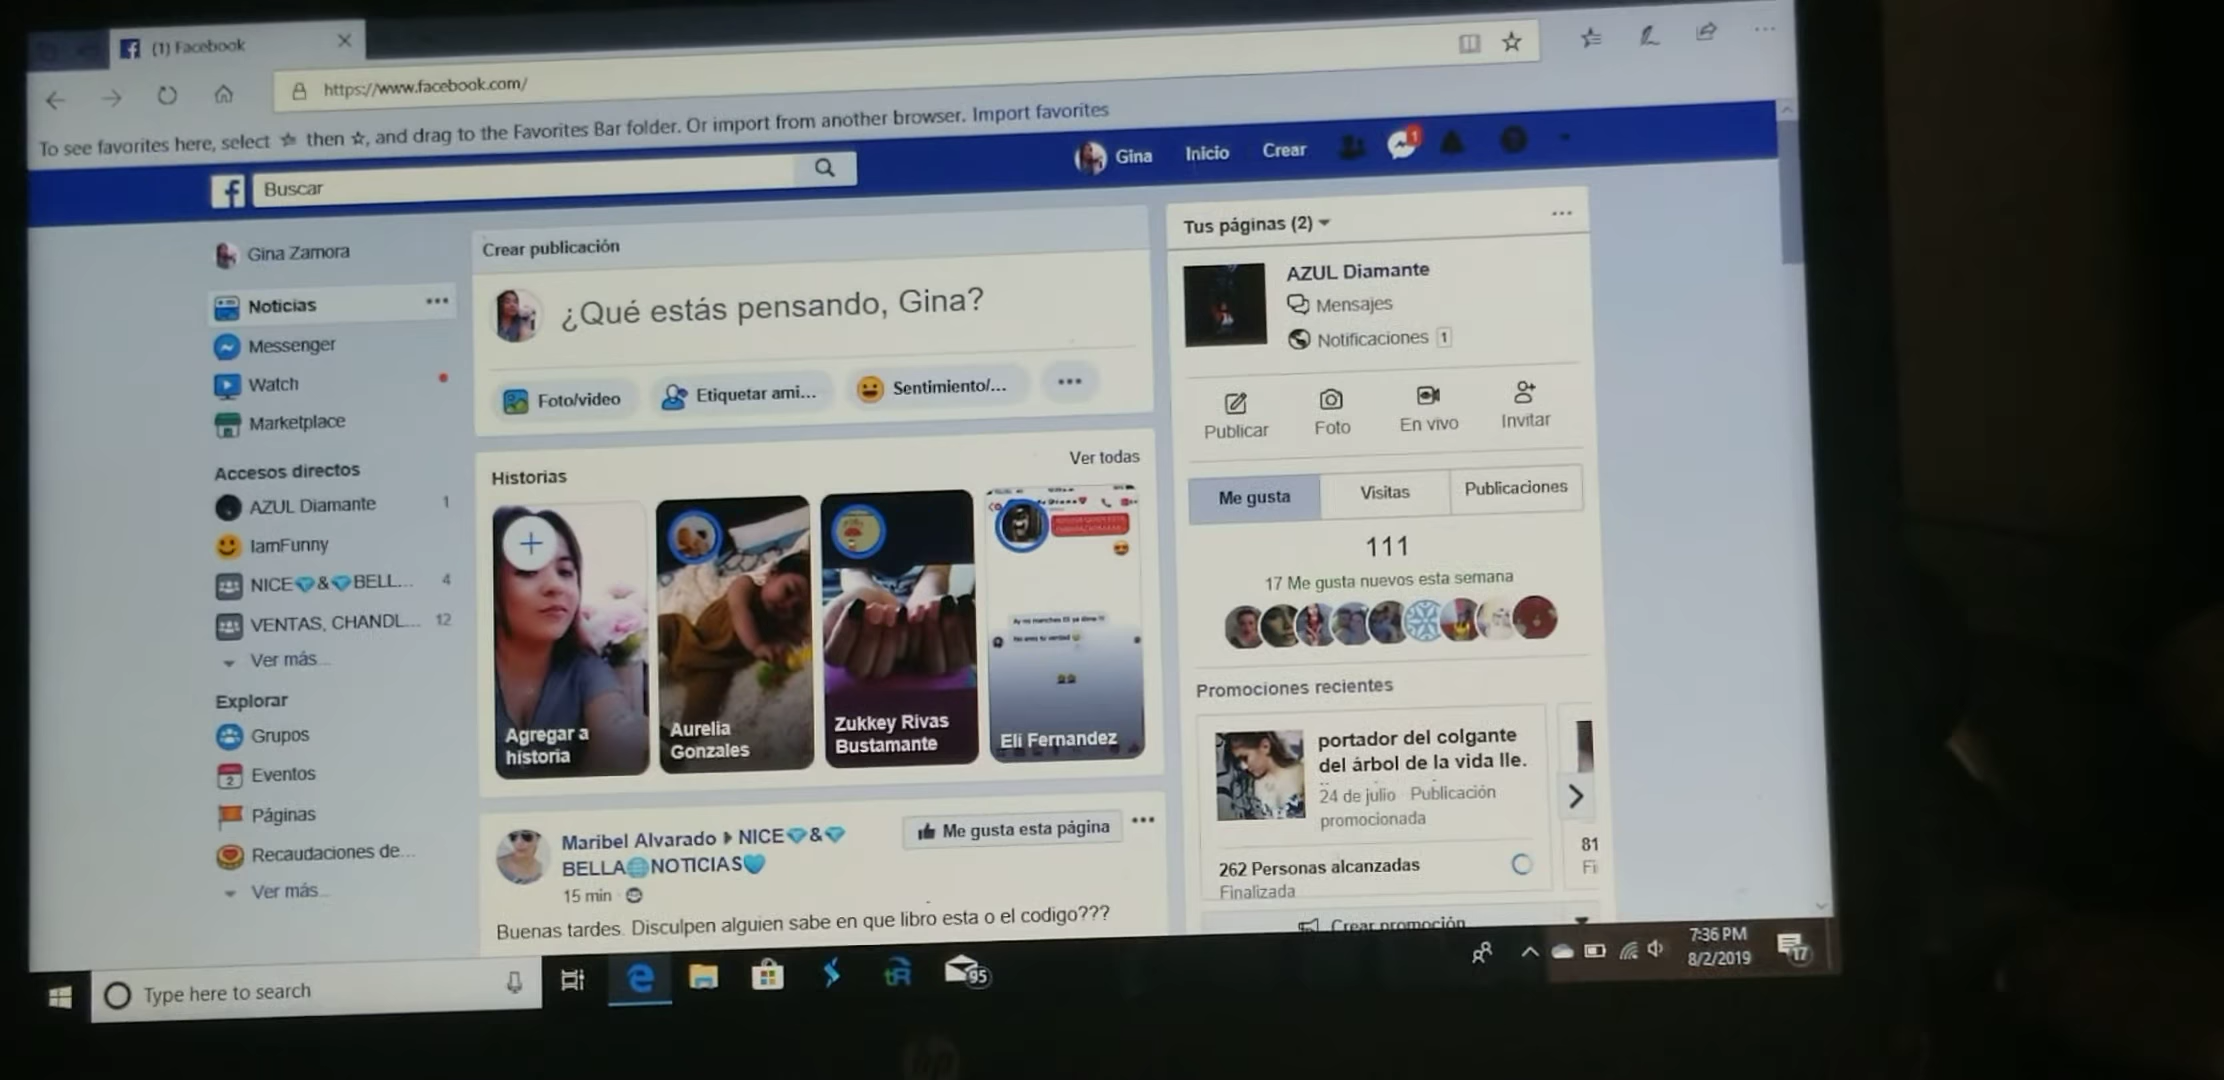 (1) Facebook
https://www.facebook.com/
To see favorites here, select ☆ then ☆, and drag to the Favorites Bar folder. Or import from another browser. Import favorites
Buscar
Gina
Inicio
Crear
1
Gina Zamora
Noticias
Messenger
Watch
Marketplace
Accesos directos
AZUL Diamante 1
IamFunny
NICE💎&💎BELL... 4
VENTAS, CHANDL... 12
Ver más...
Explorar
Grupos
Eventos
Páginas
Recaudaciones de...
Ver más...
Crear publicación
¿Qué estás pensando, Gina?
Foto/video
Etiquetar ami...
Sentimiento/...
Historias
Ver todas
Agregar a
historia
Aurelia
Gonzales
Zukkey Rivas
Bustamante
Eli Fernandez
Maribel Alvarado ▸ NICE💎&💎
BELLA🌐NOTICIAS💙
15 min
Me gusta esta página
Buenas tardes. Disculpen alguien sabe en que libro esta o el codigo???
Tus páginas (2)
AZUL Diamante
Mensajes
Notificaciones 1
Publicar
Foto
En vivo
Invitar
Me gusta
Visitas
Publicaciones
111
17 Me gusta nuevos esta semana
Promociones recientes
portador del colgante
del árbol de la vida lle.
24 de julio · Publicación
promocionada
262 Personas alcanzadas
Finalizada
81
Fi
Crear promoción
Type here to search
95
7:36 PM
8/2/2019
17
hp